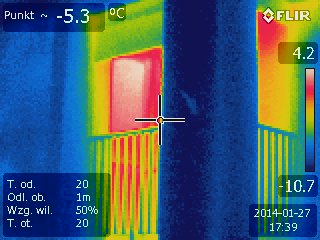 Punkt ~ -5.3 °C
FLIR
4.2
T. od. 20
Odl. ob. 1m
Wzg. wil. 50%
T. ot. 20
-10.7
2014-01-27
17:39